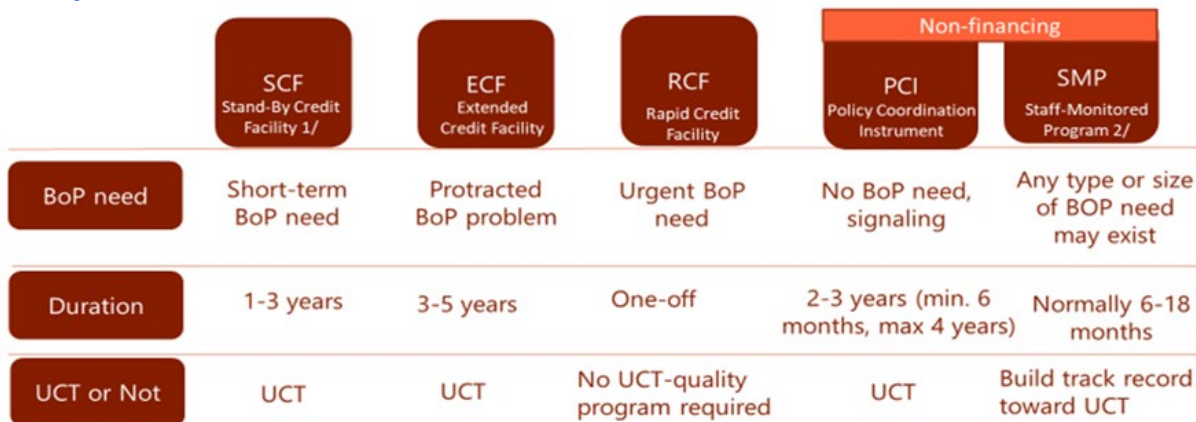 Non-financing
SCF
Stand-By Credit
Facility 1/
ECF
Extended
Credit Facility
RCF
Rapid Credit
Facility
PCI
Policy Coordination
Instrument
SMP
Staff-Monitored
Program 2/
BoP need
Short-term
BoP need
Protracted
BoP problem
Urgent BoP
need
No BoP need,
signaling
Any type or size
of BOP need
may exist
Duration
1-3 years
3-5 years
One-off
2-3 years (min. 6
months, max 4 years)
Normally 6-18
months
UCT or Not
UCT
UCT
No UCT-quality
program required
UCT
Build track record
toward UCT